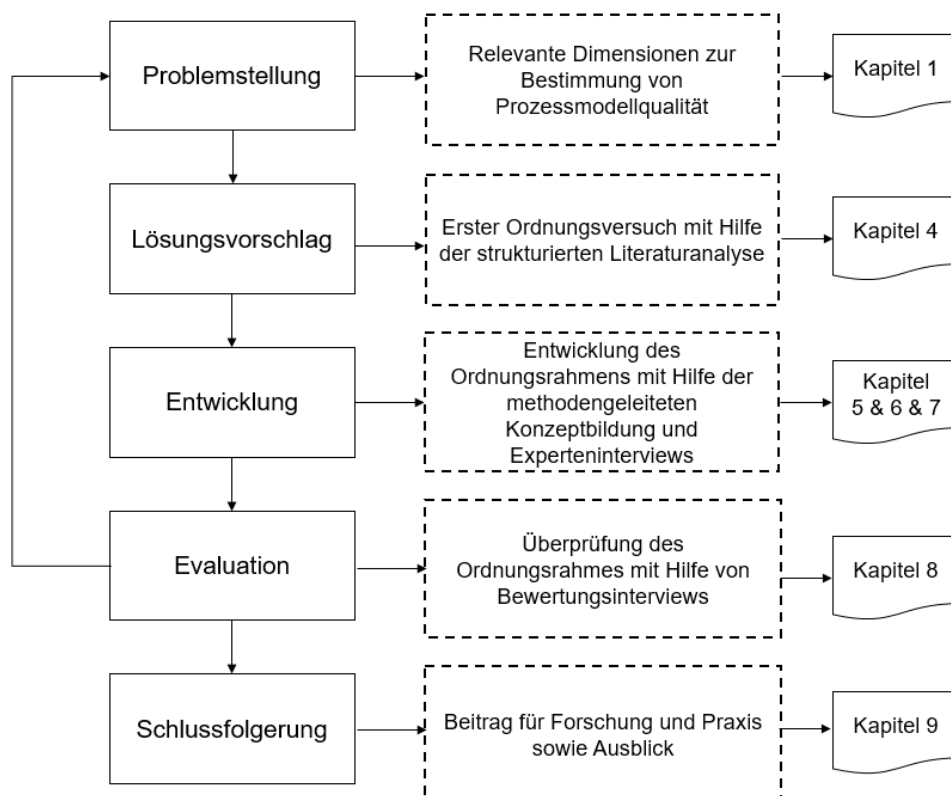 Problemstellung
Relevante Dimensionen zur
Bestimmung von
Prozessmodellqualität
Kapitel 1
Lösungsvorschlag
Erster Ordnungsversuch mit Hilfe
der strukturierten Literaturanalyse
Kapitel 4
Entwicklung
Entwicklung des
Ordnungsrahmens mit Hilfe der
methodengeleiteten
Konzeptbildung und
Experteninterviews
Kapitel
5 & 6 & 7
Evaluation
Überprüfung des
Ordnungsrahmes mit Hilfe von
Bewertungsinterviews
Kapitel 8
Schlussfolgerung
Beitrag für Forschung und Praxis
sowie Ausblick
Kapitel 9